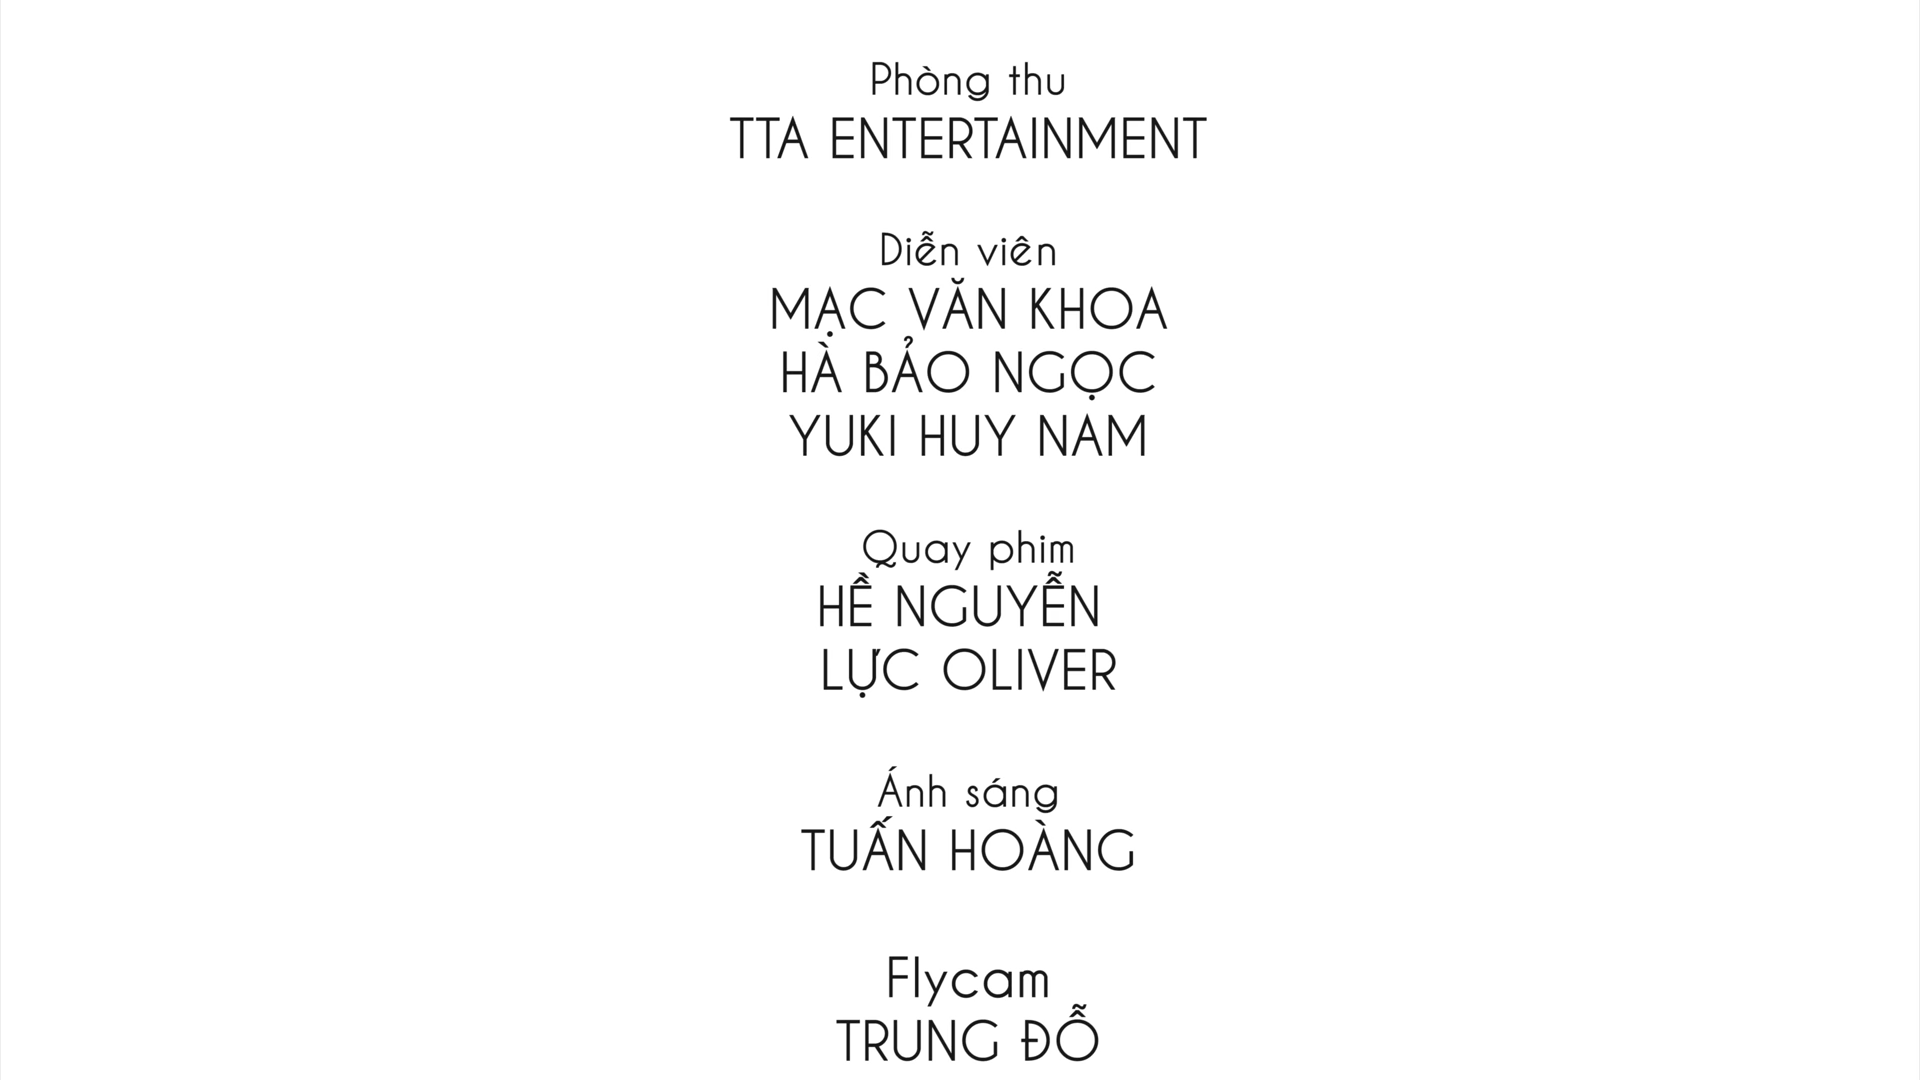 Phòng thu
TTA ENTERTAINMENT
Diễn viên
MẠC VĂN KHOA
HÀ BẢO NGỌC
YUKI HUY NAM
Quay phim
HỀ NGUYỄN
LỰC OLIVER
Ánh sáng
TUẤN HOÀNG
Flycam
TRUNG ĐỖ